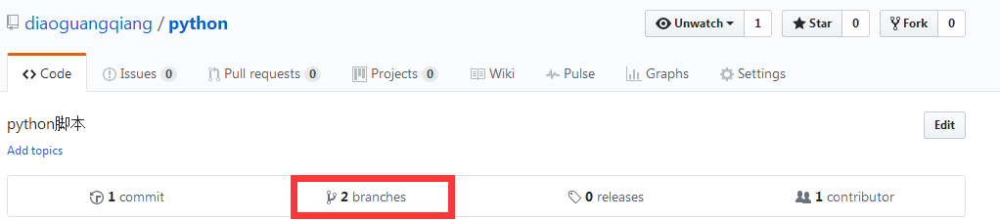 diaoguangqiang / python Unwatch 1 Star 0 Fork 0
Code Issues 0 Pull requests 0 Projects 0 Wiki Pulse Graphs Settings
python脚本 Edit
Add topics
1 commit 2 branches 0 releases 1 contributor